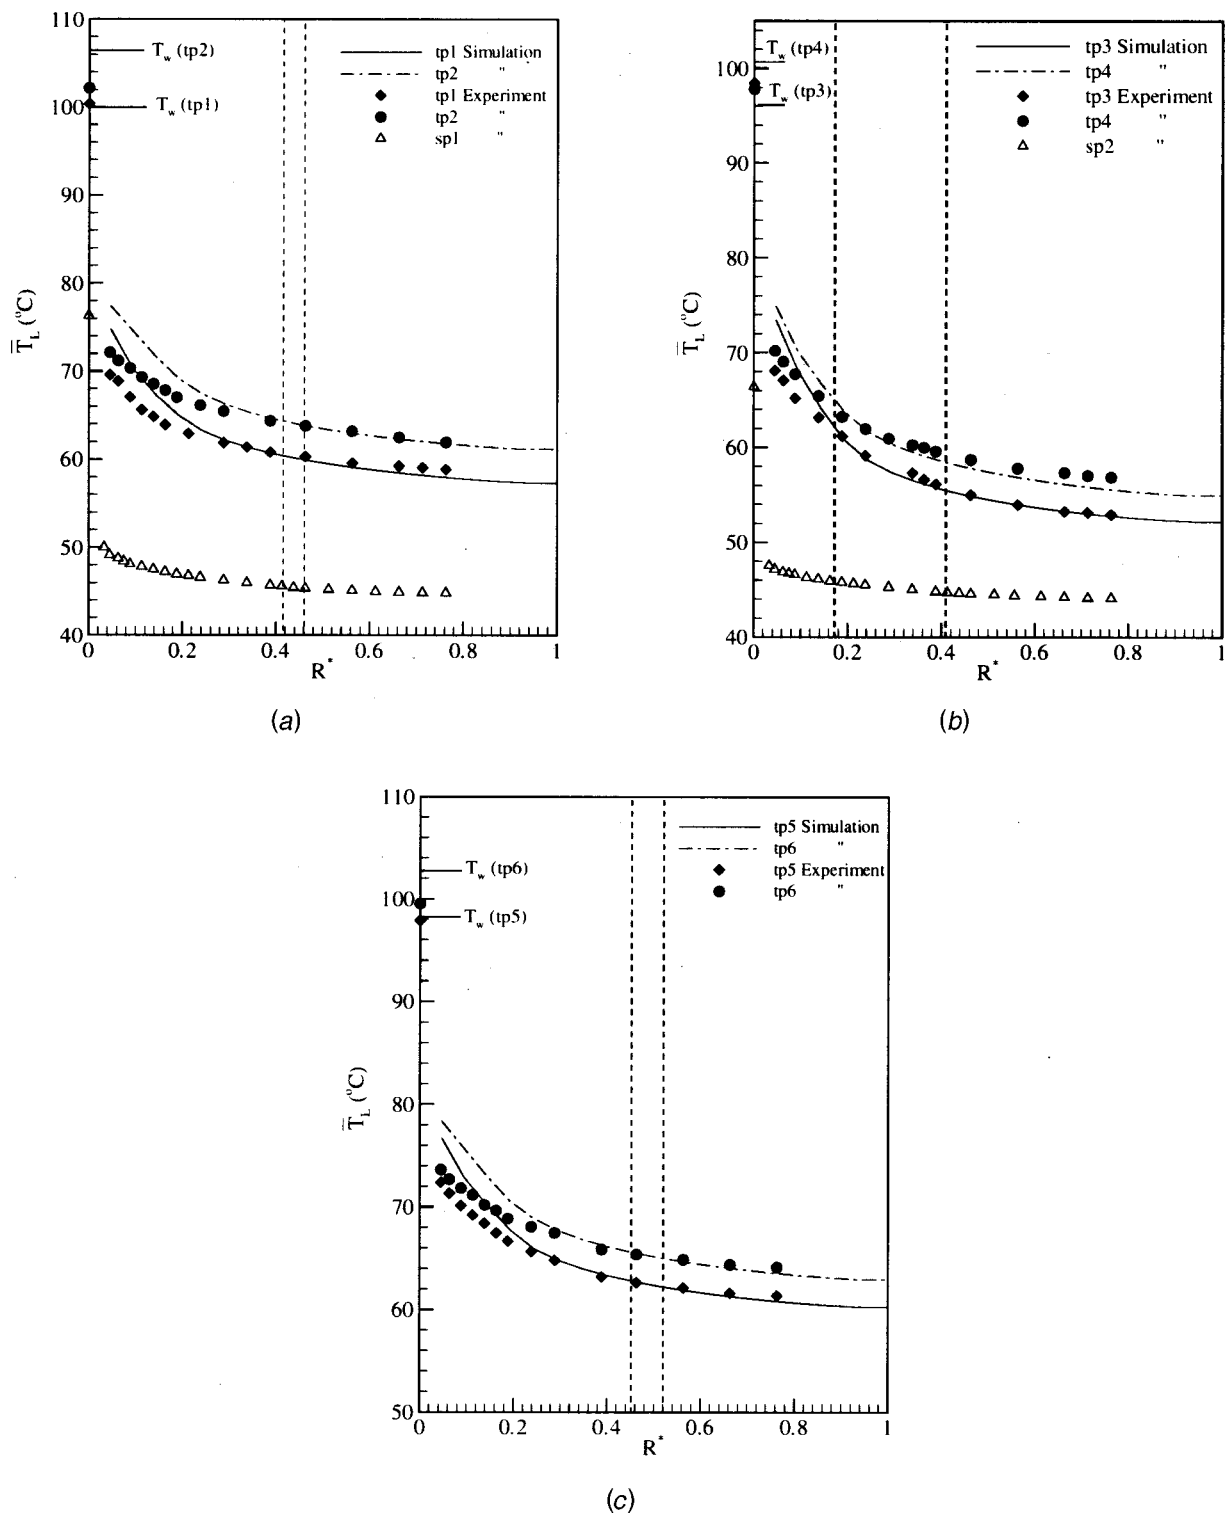 110
100
90
80
70
60
50
40
T̅_L (°C)
T_w (tp2)
T_w (tp1)
tp1 Simulation
tp2 "
tp1 Experiment
tp2 "
sp1 "
0 0.2 0.4 0.6 0.8 1
R*
(a)
100
90
80
70
60
50
40
T̅_L (°C)
T_w (tp4)
T_w (tp3)
tp3 Simulation
tp4 "
tp3 Experiment
tp4 "
sp2 "
0 0.2 0.4 0.6 0.8 1
R*
(b)
110
100
90
80
70
60
50
T̅_L (°C)
T_w (tp6)
T_w (tp5)
tp5 Simulation
tp6 "
tp5 Experiment
tp6 "
0 0.2 0.4 0.6 0.8 1
R*
(c)